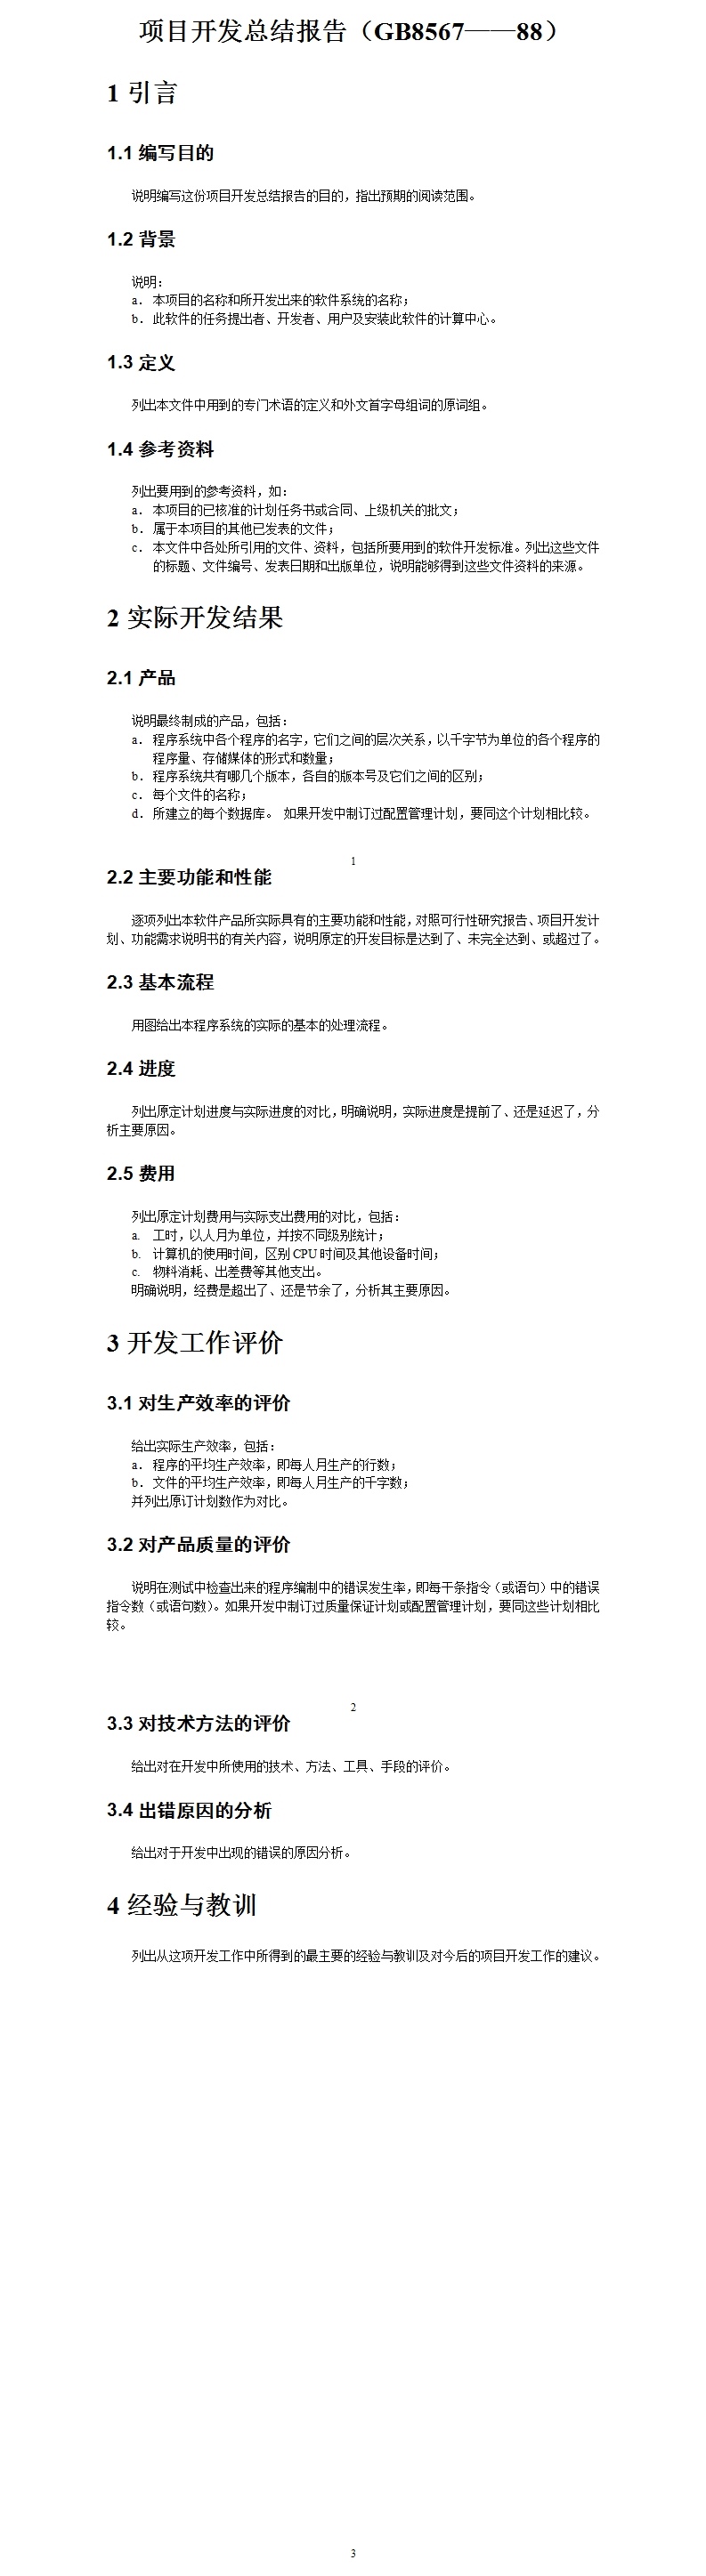 项目开发总结报告（GB8567——88）
1 引言
1.1 编写目的
说明编写这份项目开发总结报告的目的，指出预期的阅读范围。
1.2 背景
说明：
a. 本项目的名称和所开发出来的软件系统的名称；
b. 此软件的任务提出者、开发者、用户及安装此软件的计算中心。
1.3 定义
列出本文件中用到的专门术语的定义和外文首字母组词的原词组。
1.4 参考资料
列出要用到的参考资料，如：
a. 本项目的已核准的计划任务书或合同、上级机关的批文；
b. 属于本项目的其他已发表的文件；
c. 本文件中各处所引用的文件、资料，包括所要用到的软件开发标准。列出这些文件
的标题、文件编号、发表日期和出版单位，说明能够得到这些文件资料的来源。
2 实际开发结果
2.1 产品
说明最终制成的产品，包括：
a. 程序系统中各个程序的名字，它们之间的层次关系，以千字节为单位的各个程序的
程序量、存储媒体的形式和数量；
b. 程序系统共有哪几个版本，各自的版本号及它们之间的区别；
c. 每个文件的名称；
d. 所建立的每个数据库。 如果开发中制订过配置管理计划，要同这个计划相比较。
1
2.2 主要功能和性能
逐项列出本软件产品所实际具有的主要功能和性能，对照可行性研究报告、项目开发计
划、功能需求说明书的有关内容，说明原定的开发目标是达到了、未完全达到、或超过了。
2.3 基本流程
用图给出本程序系统的实际的基本的处理流程。
2.4 进度
列出原定计划进度与实际进度的对比，明确说明，实际进度是提前了、还是延迟了，分
析主要原因。
2.5 费用
列出原定计划费用与实际支出费用的对比，包括：
a. 工时，以人月为单位，并按不同级别统计；
b. 计算机的使用时间，区别 CPU 时间及其他设备时间；
c. 物料消耗、出差费等其他支出。
明确说明，经费是超出了、还是节余了，分析其主要原因。
3 开发工作评价
3.1 对生产效率的评价
给出实际生产效率，包括：
a. 程序的平均生产效率，即每人月生产的行数；
b. 文件的平均生产效率，即每人月生产的千字数；
并列出原订计划数作为对比。
3.2 对产品质量的评价
说明在测试中检查出来的程序编制中的错误发生率，即每干条指令（或语句）中的错误
指令数（或语句数）。如果开发中制订过质量保证计划或配置管理计划，要同这些计划相比
较。
2
3.3 对技术方法的评价
给出对在开发中所使用的技术、方法、工具、手段的评价。
3.4 出错原因的分析
给出对于开发中出现的错误的原因分析。
4 经验与教训
列出从这项开发工作中所得到的最主要的经验与教训及对今后的项目开发工作的建议。
3